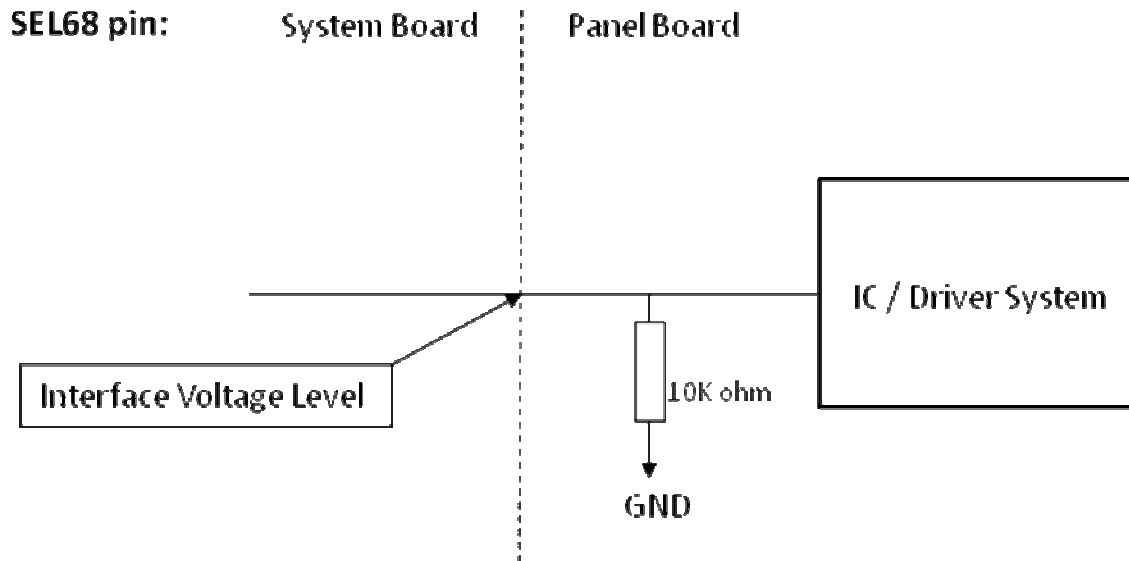 SEL68 pin:
System Board
Panel Board
IC / Driver System
Interface Voltage Level
10K ohm
GND